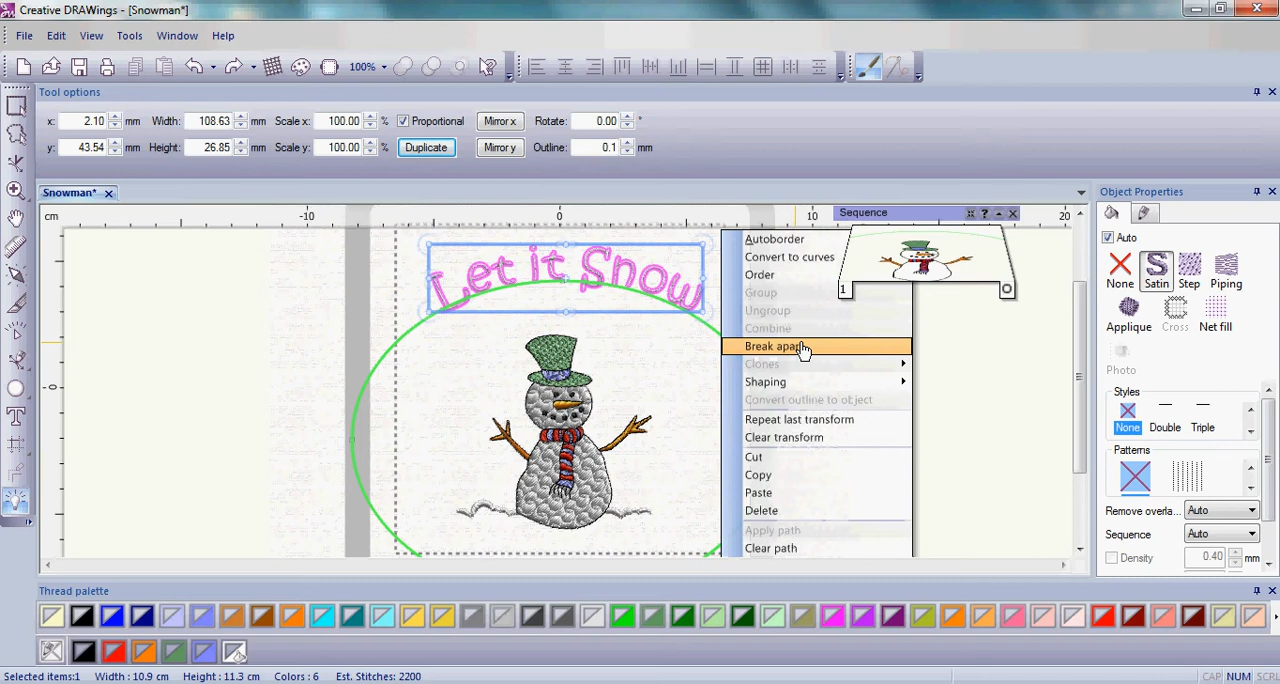 Creative DRAWings - [Snowman*]
File Edit View Tools Window Help
100%
Tool options
x: 2.10 mm Width: 108.63 mm Scale x: 100.00 % Proportional Mirror x Rotate: 0.00 °
y: 43.54 mm Height: 26.85 mm Scale y: 100.00 % Duplicate Mirror y Outline: 0.1 mm
Snowman*
cm -10 0 10 20
0
Let it Snow
Autoborder
Convert to curves
Order
Group
Ungroup
Combine
Break apart
Clones
Shaping
Convert outline to object
Repeat last transform
Clear transform
Cut
Copy
Paste
Delete
Apply path
Clear path
Sequence
1
Object Properties
Auto
None Satin Step Piping
Applique Cross Net fill
Photo
Styles
None Double Triple
Patterns
Remove overla... Auto
Sequence Auto
Density 0.40 mm
Thread palette
Selected items:1 Width : 10.9 cm Height : 11.3 cm Colors : 6 Est. Stitches: 2200 CAP NUM SCRL